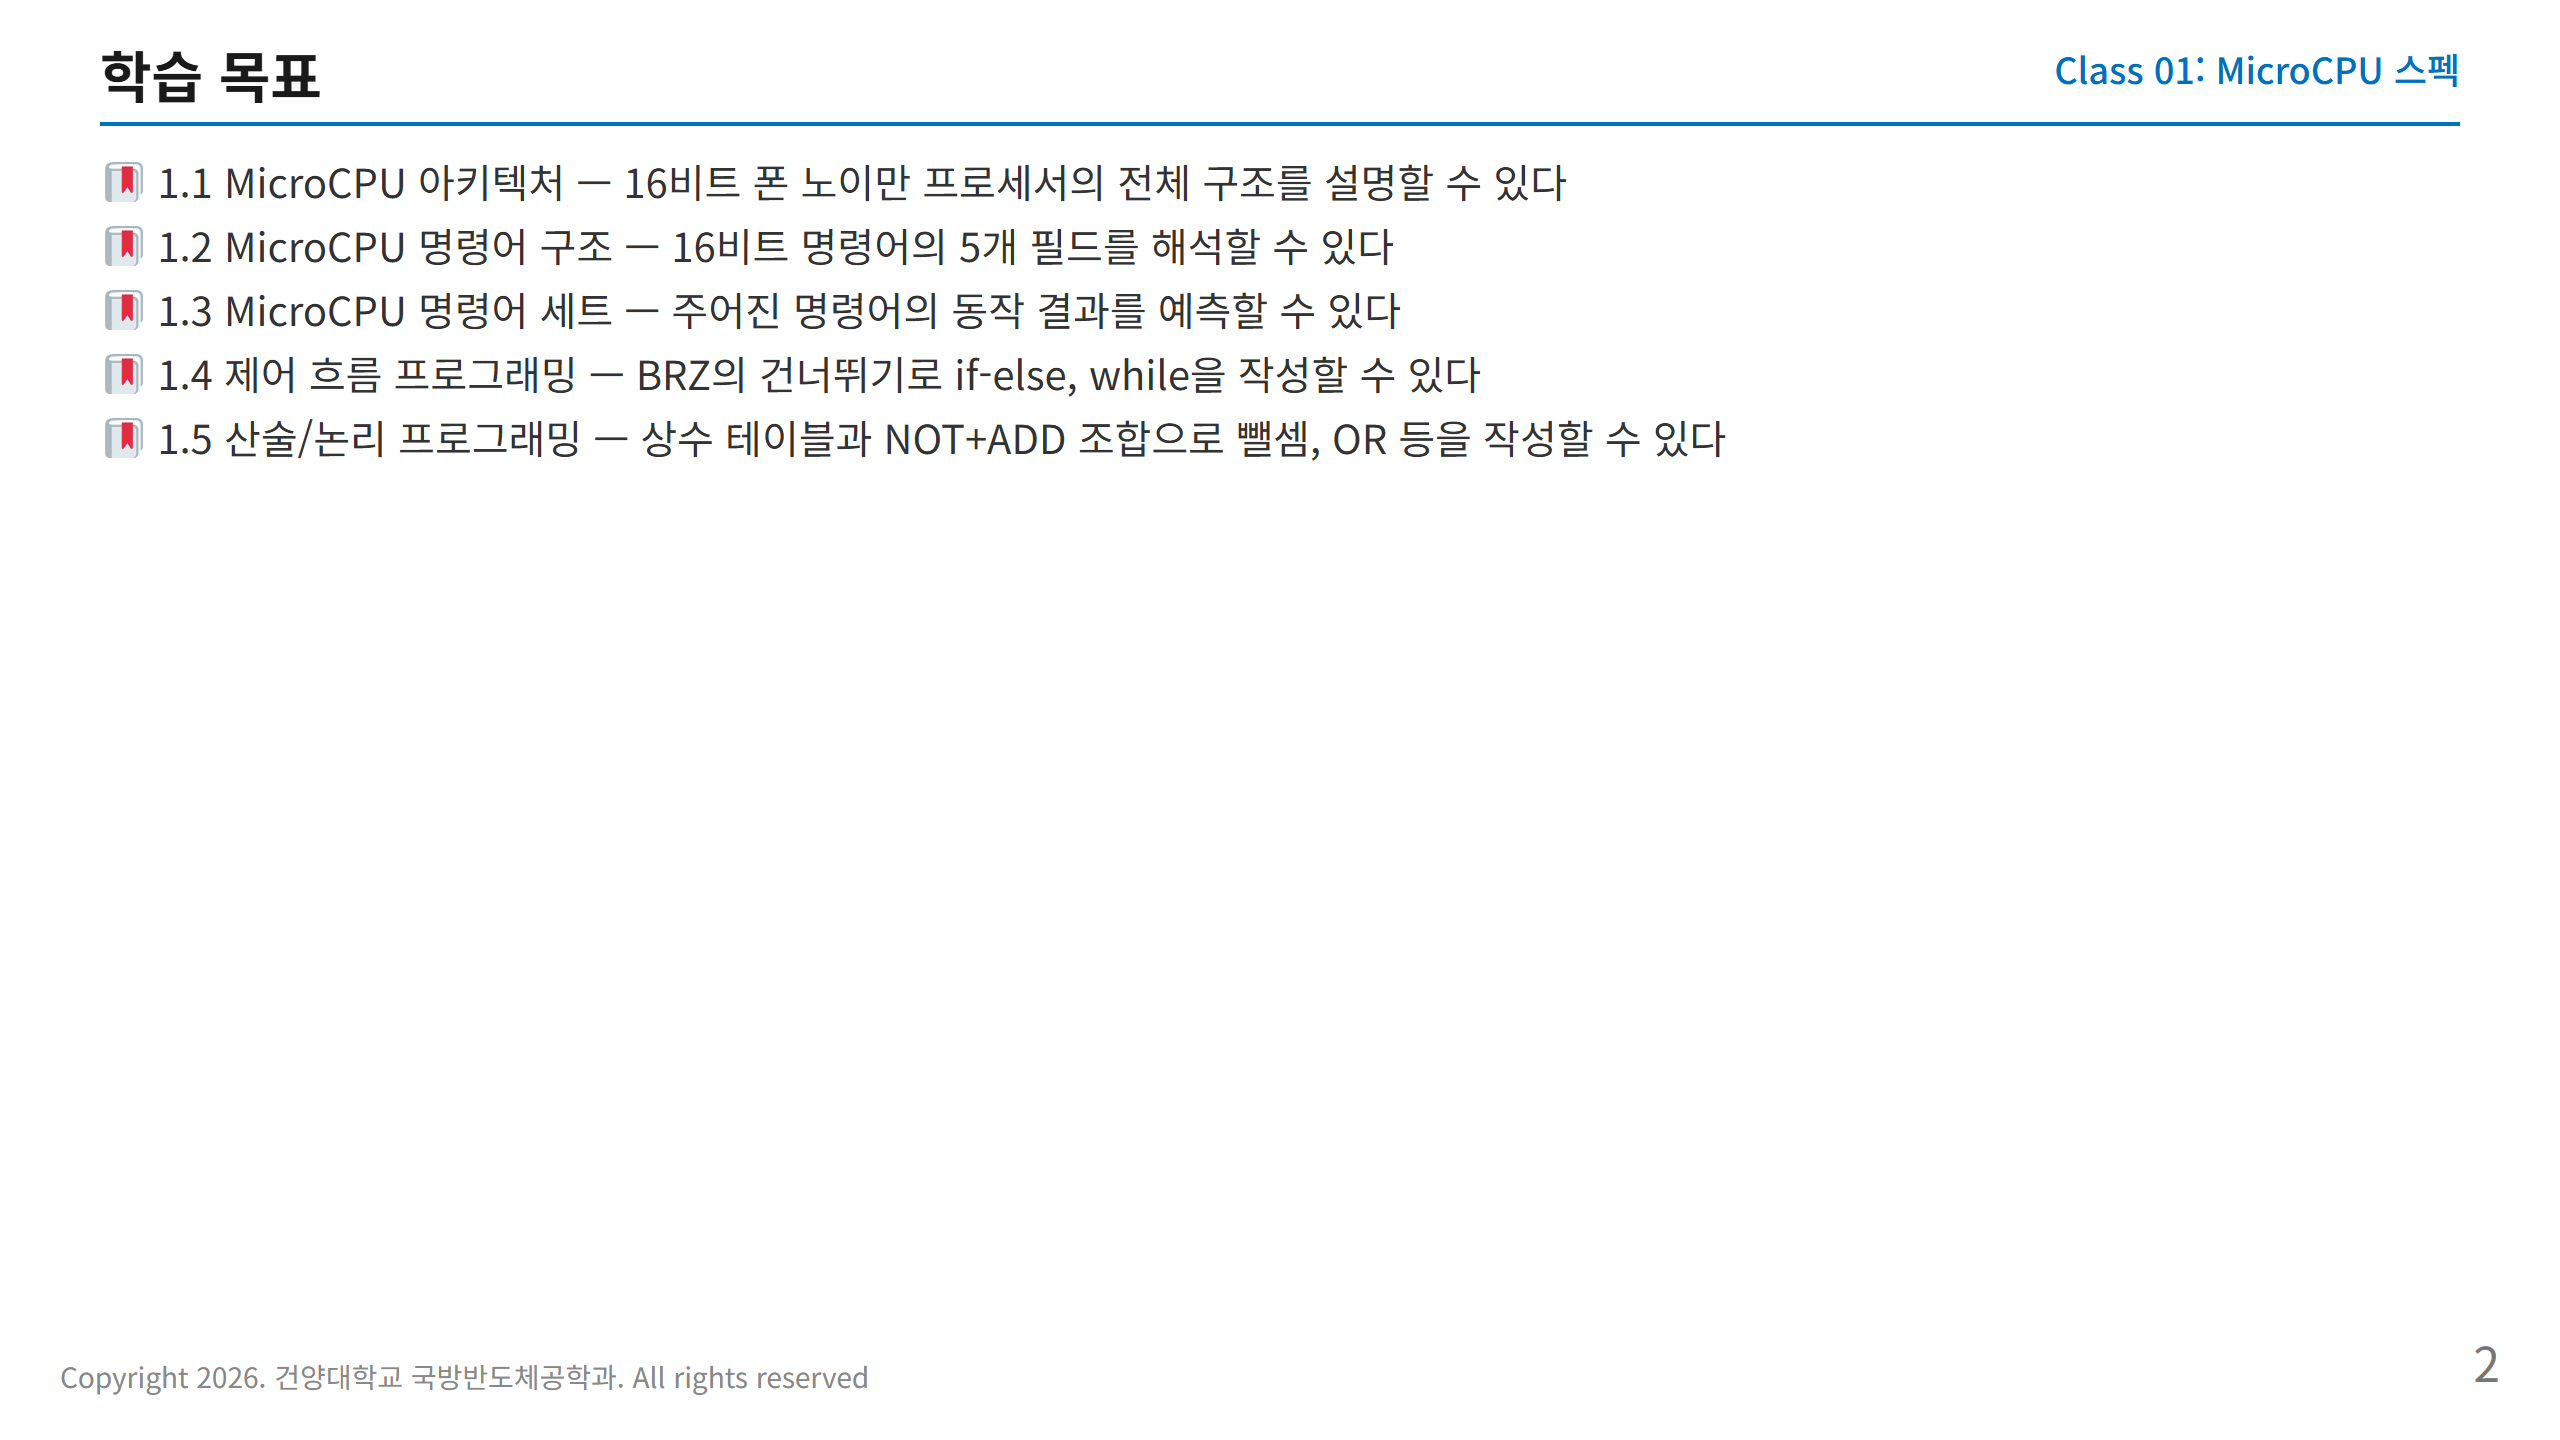 학습 목표
Class 01: MicroCPU 스펙
1.1 MicroCPU 아키텍처 — 16비트 폰 노이만 프로세서의 전체 구조를 설명할 수 있다
1.2 MicroCPU 명령어 구조 — 16비트 명령어의 5개 필드를 해석할 수 있다
1.3 MicroCPU 명령어 세트 — 주어진 명령어의 동작 결과를 예측할 수 있다
1.4 제어 흐름 프로그래밍 — BRZ의 건너뛰기로 if-else, while을 작성할 수 있다
1.5 산술/논리 프로그래밍 — 상수 테이블과 NOT+ADD 조합으로 뺄셈, OR 등을 작성할 수 있다
Copyright 2026. 건양대학교 국방반도체공학과. All rights reserved
2